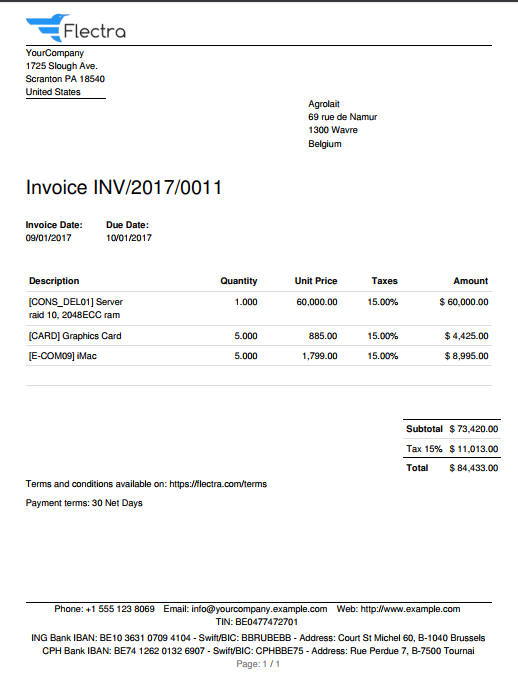 Flectra
YourCompany
1725 Slough Ave.
Scranton PA 18540
United States
Agrolait
69 rue de Namur
1300 Wavre
Belgium
Invoice INV/2017/0011
Invoice Date: Due Date:
09/01/2017 10/01/2017
Description Quantity Unit Price Taxes Amount
[CONS_DEL01] Server 1.000 60,000.00 15.00% $ 60,000.00
raid 10, 2048ECC ram
[CARD] Graphics Card 5.000 885.00 15.00% $ 4,425.00
[E-COM09] iMac 5.000 1,799.00 15.00% $ 8,995.00
Subtotal $ 73,420.00
Tax 15% $ 11,013.00
Total $ 84,433.00
Terms and conditions available on: https://flectra.com/terms
Payment terms: 30 Net Days
Phone: +1 555 123 8069 Email: info@yourcompany.example.com Web: http://www.example.com
TIN: BE0477472701
ING Bank IBAN: BE10 3631 0709 4104 - Swift/BIC: BBRUBEBB - Address: Court St Michel 60, B-1040 Brussels
CPH Bank IBAN: BE74 1262 0132 6907 - Swift/BIC: CPHBBE75 - Address: Rue Perdue 7, B-7500 Tournai
Page: 1 / 1